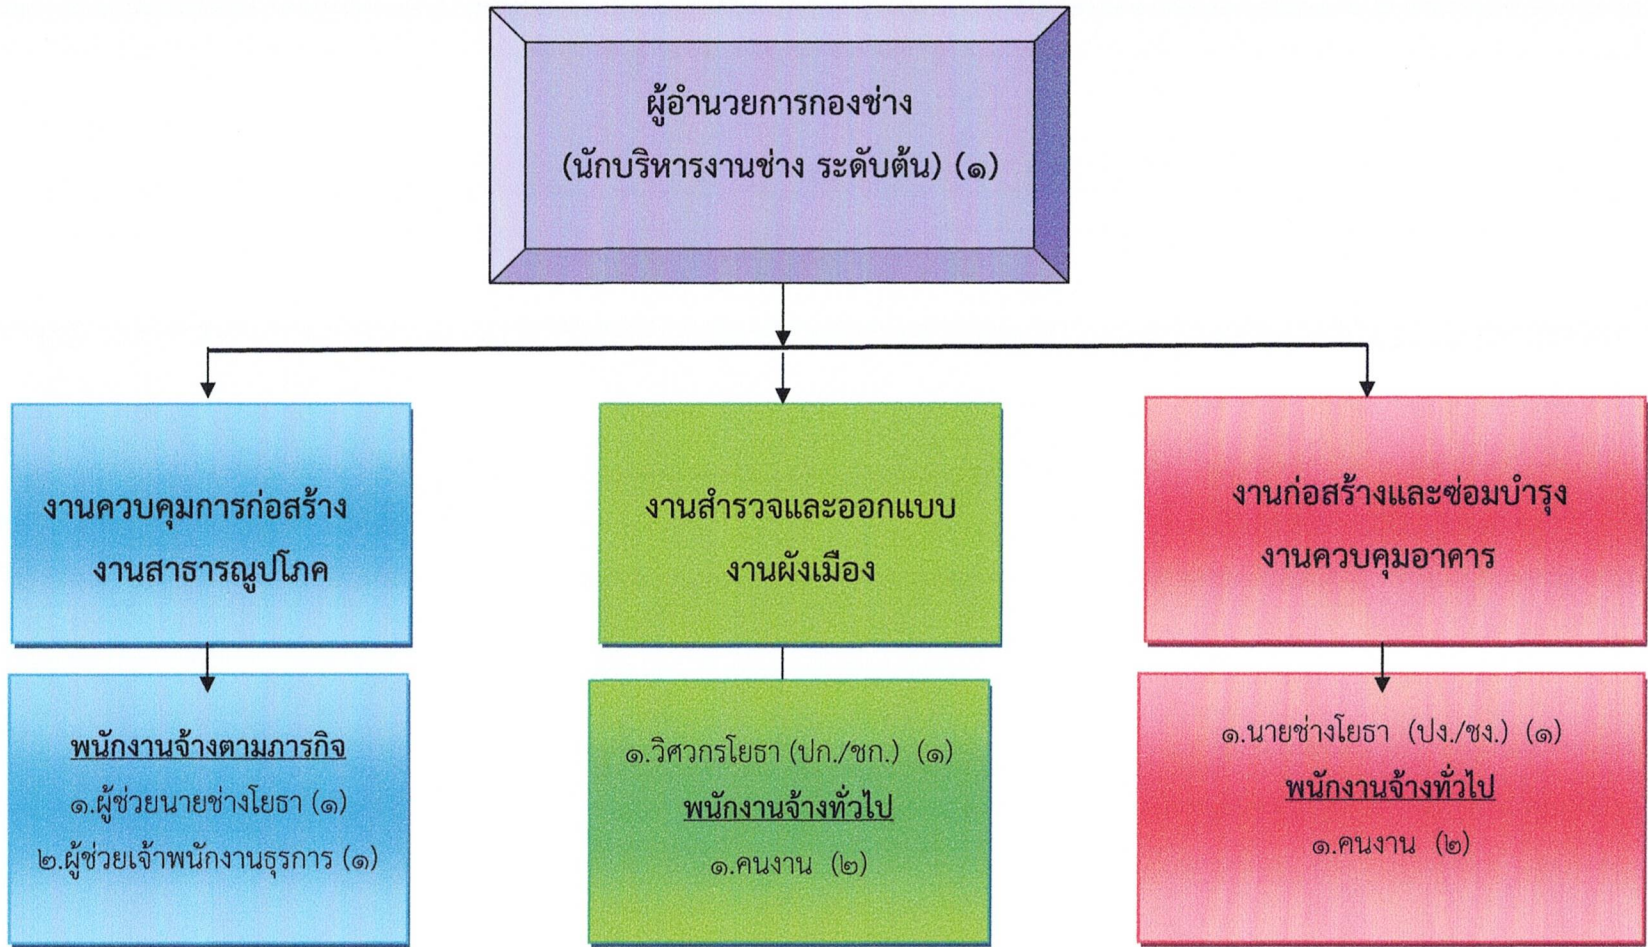 ผู้อำนวยการกองช่าง
(นักบริหารงานช่าง ระดับต้น) (๑)
งานควบคุมการก่อสร้าง
งานสาธารณูปโภค
พนักงานจ้างตามภารกิจ
๑.ผู้ช่วยนายช่างโยธา (๑)
๒.ผู้ช่วยเจ้าพนักงานธุรการ (๑)
งานสำรวจและออกแบบ
งานผังเมือง
๑.วิศวกรโยธา (ปก./ชก.) (๑)
พนักงานจ้างทั่วไป
๑.คนงาน (๒)
งานก่อสร้างและซ่อมบำรุง
งานควบคุมอาคาร
๑.นายช่างโยธา (ปง./ชง.) (๑)
พนักงานจ้างทั่วไป
๑.คนงาน (๒)